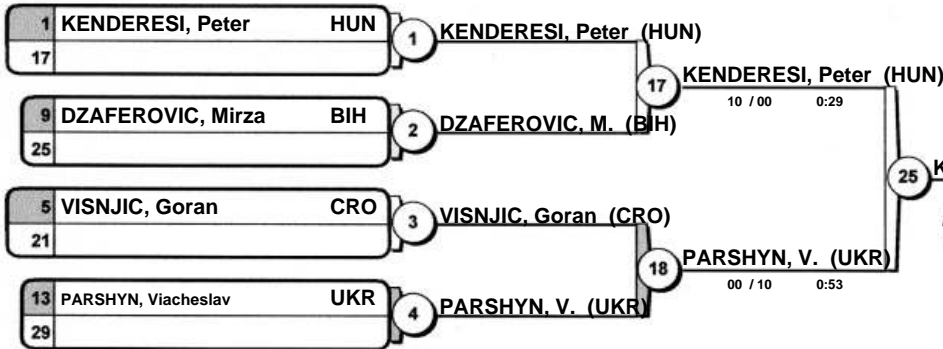 1 KENDERESI, Peter HUN
17
1
KENDERESI, Peter (HUN)
9 DZAFEROVIC, Mirza BIH
25
2
DZAFEROVIC, M. (BIH)
17
KENDERESI, Peter (HUN)
10 / 00 0:29
5 VISNJIC, Goran CRO
21
3
VISNJIC, Goran (CRO)
13 PARSHYN, Viacheslav UKR
29
4
PARSHYN, V. (UKR)
18
PARSHYN, V. (UKR)
00 / 10 0:53
25
K